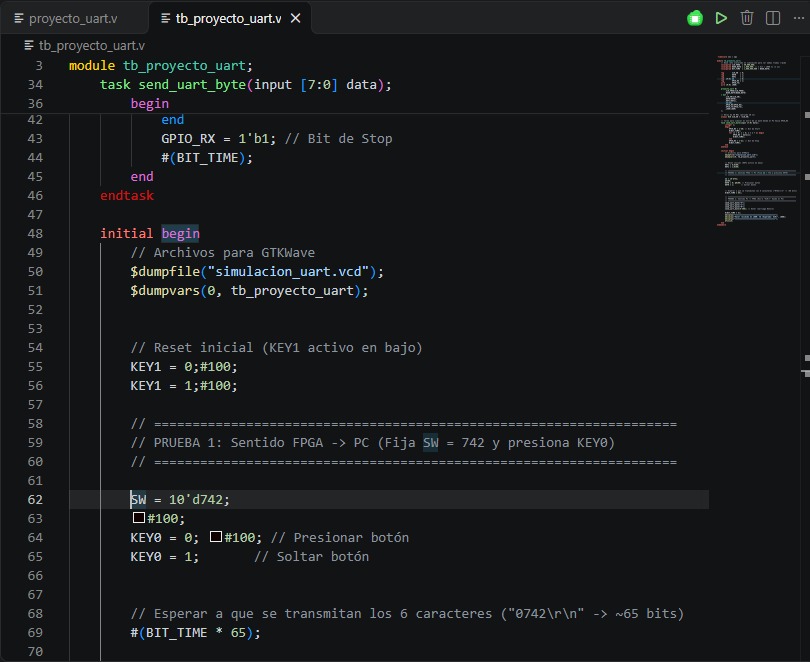 proyecto_uart.v
tb_proyecto_uart.v
tb_proyecto_uart.v
3 module tb_proyecto_uart;
34 task send_uart_byte(input [7:0] data);
36 begin
42 end
43 GPIO_RX = 1'b1; // Bit de Stop
44 #(BIT_TIME);
45 end
46 endtask
47
48 initial begin
49 // Archivos para GTKWave
50 $dumpfile("simulacion_uart.vcd");
51 $dumpvars(0, tb_proyecto_uart);
52
53
54 // Reset inicial (KEY1 activo en bajo)
55 KEY1 = 0;#100;
56 KEY1 = 1;#100;
57
58 // ====================================================================
59 // PRUEBA 1: Sentido FPGA -> PC (Fija SW = 742 y presiona KEY0)
60 // ====================================================================
61
62 SW = 10'd742;
63 #100;
64 KEY0 = 0; #100; // Presionar botón
65 KEY0 = 1; // Soltar botón
66
67
68 // Esperar a que se transmitan los 6 caracteres ("0742\r\n" -> ~65 bits)
69 #(BIT_TIME * 65);
70